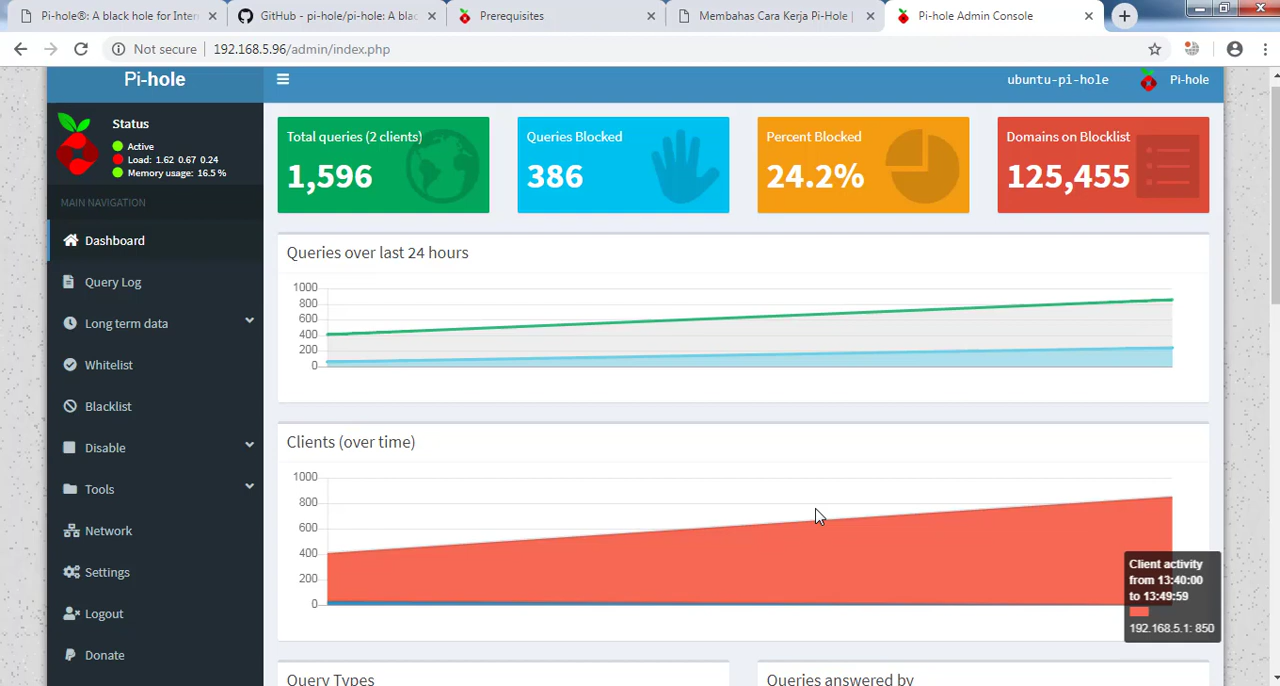 Pi-hole®: A black hole for Inter
GitHub - pi-hole/pi-hole: A blac
Prerequisites
Membahas Cara Kerja Pi-Hole |
Pi-hole Admin Console
Not secure
192.168.5.96/admin/index.php
Pi-hole
ubuntu-pi-hole
Pi-hole
Status
Active
Load: 1.62 0.67 0.24
Memory usage: 16.5 %
MAIN NAVIGATION
Dashboard
Query Log
Long term data
Whitelist
Blacklist
Disable
Tools
Network
Settings
Logout
Donate
Total queries (2 clients)
1,596
Queries Blocked
386
Percent Blocked
24.2%
Domains on Blocklist
125,455
Queries over last 24 hours
1000
800
600
400
200
0
Clients (over time)
1000
800
600
400
200
0
Client activity
from 13:40:00
to 13:49:59
192.168.5.1: 850
Query Types
Queries answered by